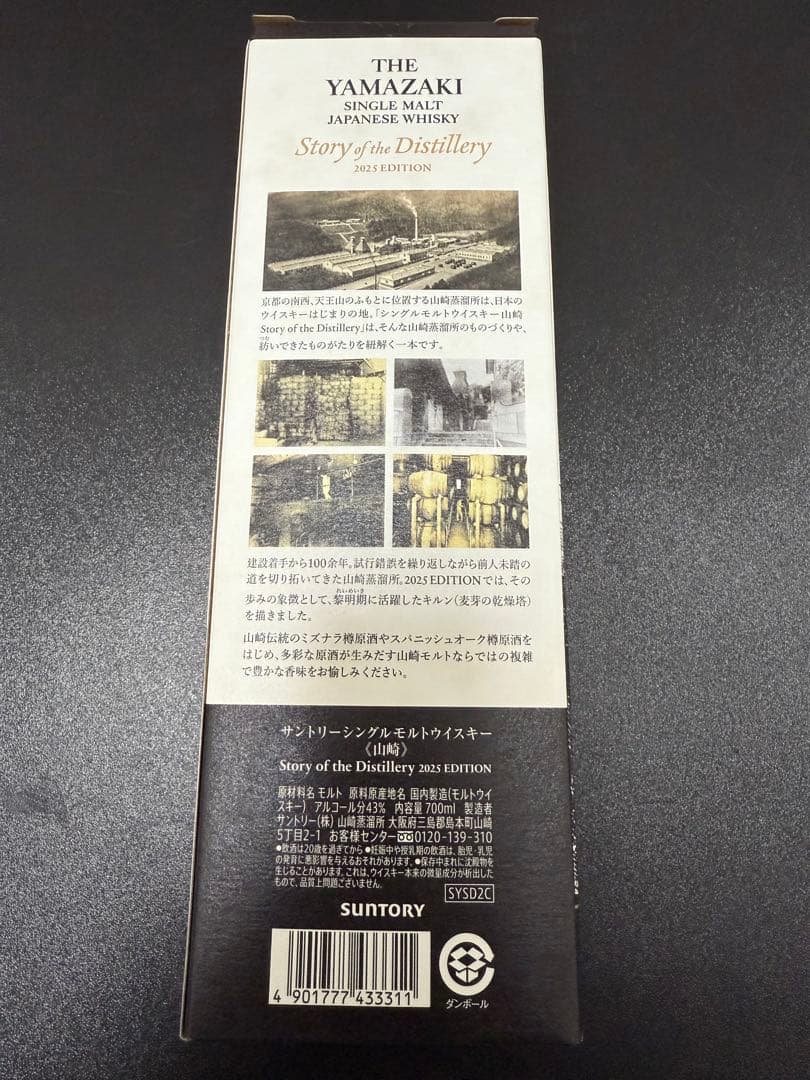 THE
YAMAZAKI
SINGLE MALT
JAPANESE WHISKY
Story of the Distillery
2025 EDITION
京都の南西、天王山のふもとに位置する山崎蒸溜所は、日本の
ウイスキーはじまりの地。「シングルモルトウイスキー 山崎
Story of the Distillery」は、そんな山崎蒸溜所のものづくりや、
つむ
紡いできたものがたりを紐解く一本です。
建設着手から100余年。試行錯誤を繰り返しながら前人未踏の
道を切り拓いてきた山崎蒸溜所。2025 EDITIONでは、その
れいめいき
歩みの象徴として、黎明期に活躍したキルン（麦芽の乾燥塔）
を描きました。
山崎伝統のミズナラ樽原酒やスパニッシュオーク樽原酒を
はじめ、多彩な原酒が生みだす山崎モルトならではの複雑
で豊かな香味をお愉しみください。
サントリーシングルモルトウイスキー
《山崎》
Story of the Distillery 2025 EDITION
原材料名 モルト 原料原産地名 国内製造(モルトウイ
スキー) アルコール分43% 内容量 700ml 製造者
サントリー(株) 山崎蒸溜所 大阪府三島郡島本町山崎
5丁目2-1 お客様センター 0120-139-310
●飲酒は20歳を過ぎてから ●妊娠中や授乳期の飲酒は、胎児・乳児
の発育に悪影響を与えるおそれがあります。 ●保存中まれに沈殿物を
生じることがあります。これは、ウイスキー本来の微量成分が析出した
もので、品質上問題ございません。
SYSD2C
SUNTORY
4 901777 433311
ダンボール